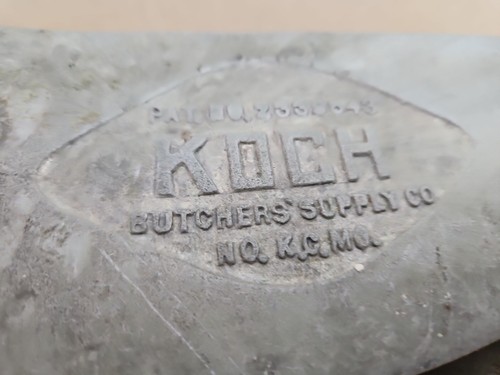 KOCH
BUTCHERS' SUPPLY CO
NO. K.C. MO.